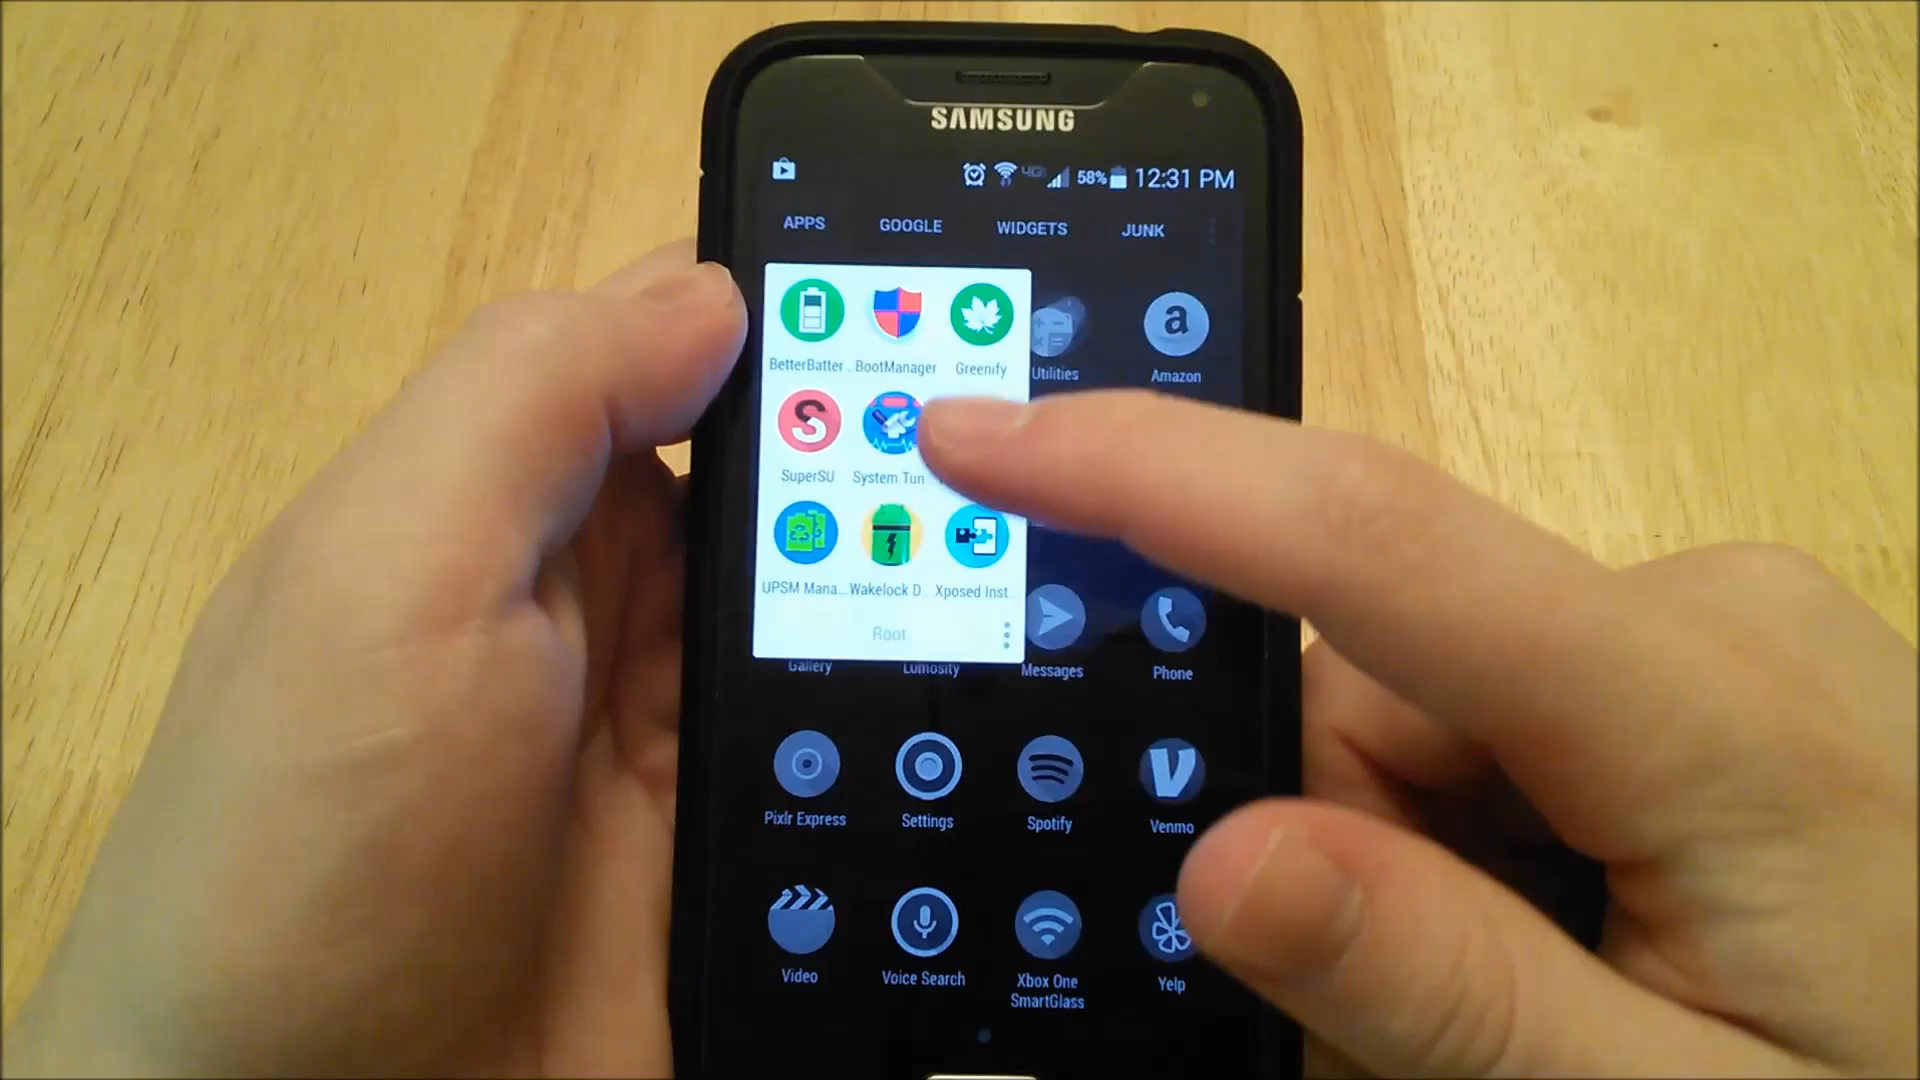 SAMSUNG
58% 12:31 PM
APPS GOOGLE WIDGETS JUNK
BetterBatter... BootManager Greenify
Utilities Amazon
SuperSU System Tun
UPSM Mana... Wakelock D... Xposed Inst...
Root
Gallery Lumosity Messages Phone
Pixlr Express Settings Spotify Venmo
Video Voice Search Xbox One SmartGlass Yelp